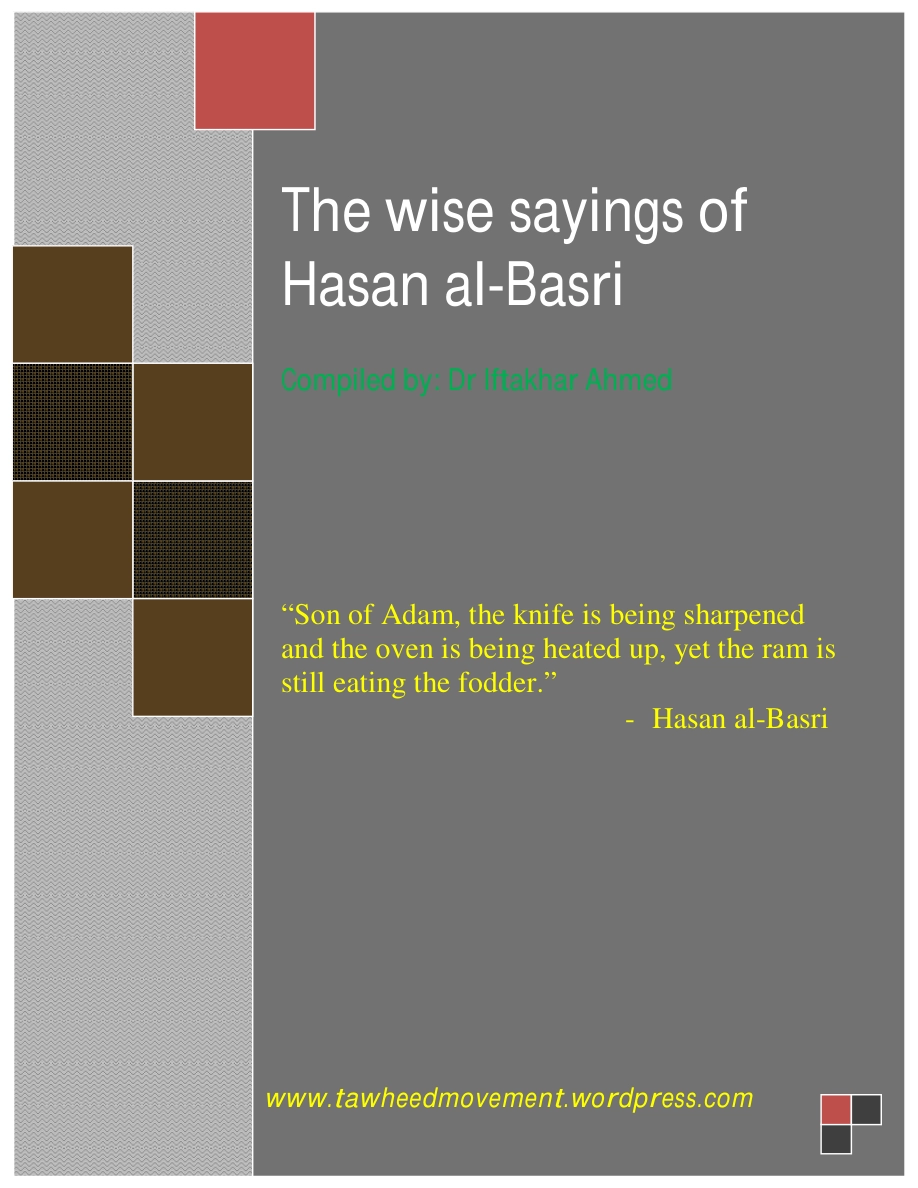 The wise sayings of
Hasan al-Basri
Compiled by: Dr Iftakhar Ahmed
“Son of Adam, the knife is being sharpened
and the oven is being heated up, yet the ram is
still eating the fodder.”
- Hasan al-Basri
www.tawheedmovement.wordpress.com